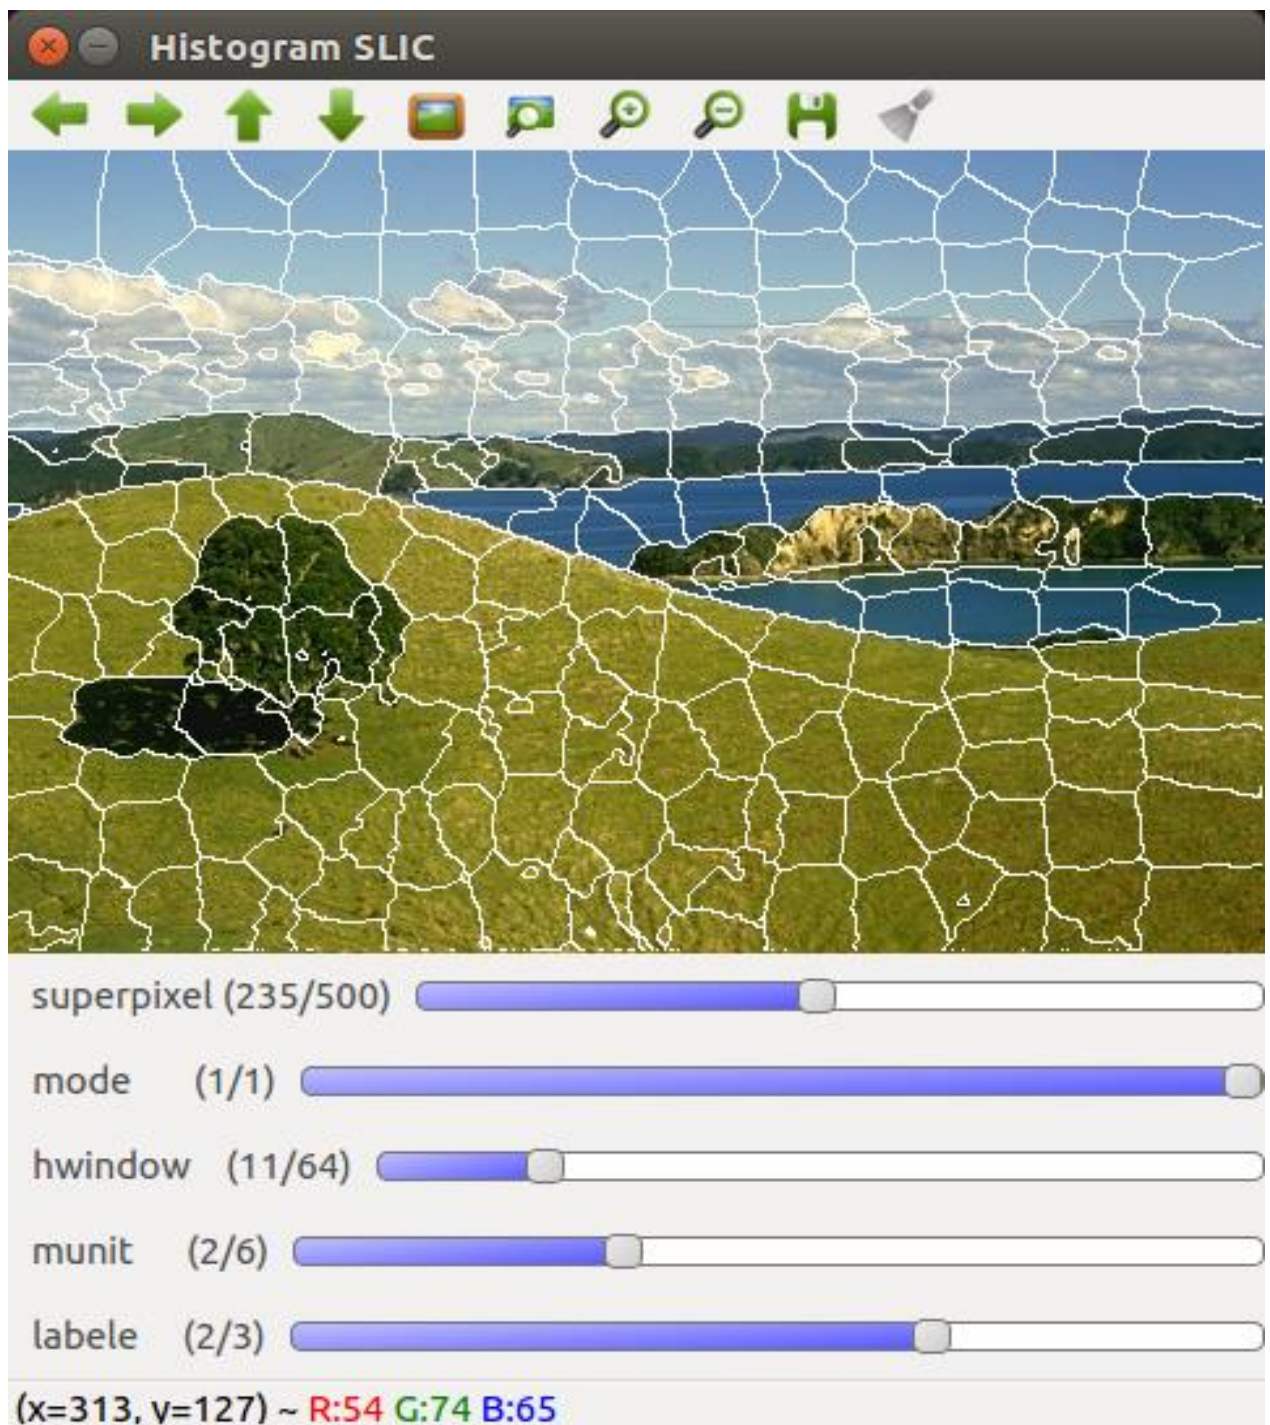 Histogram SLIC
superpixel (235/500)
mode (1/1)
hwindow (11/64)
munit (2/6)
labele (2/3)
(x=313, y=127) ~ R:54 G:74 B:65